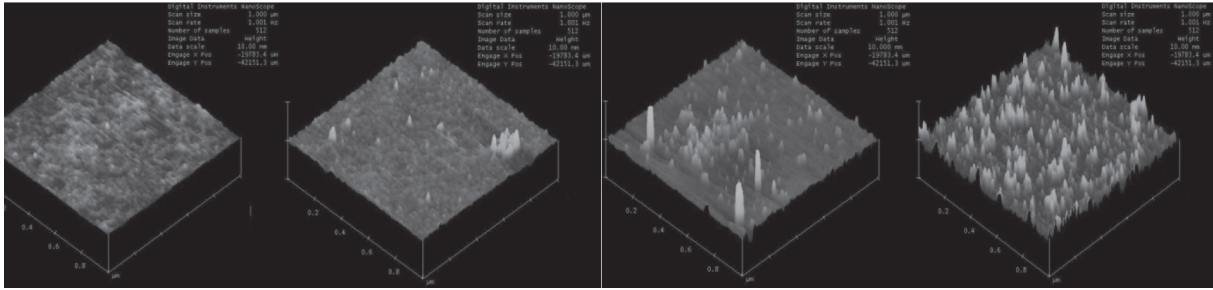 Digital Instruments NanoScope
Scan size 1.000 µm
Scan rate 1.001 Hz
Number of samples 512
Image Data Height
Data scale 10.00 nm
Engage X Pos -19783.4 um
Engage Y Pos -42151.3 um
0.4
0.6
0.8
µm
Digital Instruments NanoScope
Scan size 1.000 µm
Scan rate 1.001 Hz
Number of samples 512
Image Data Height
Data scale 10.00 nm
Engage X Pos -19783.4 um
Engage Y Pos -42151.3 um
0.2
0.4
0.6
0.8
µm
Digital Instruments NanoScope
Scan size 1.000 µm
Scan rate 1.001 Hz
Number of samples 512
Image Data Height
Data scale 10.000 nm
Engage X Pos -19783.4 um
Engage Y Pos -42151.3 um
0.2
0.4
0.6
0.8
µm
Digital Instruments NanoScope
Scan size 1.000 µm
Scan rate 1.001 Hz
Number of samples 512
Image Data Height
Data scale 10.00 nm
Engage X Pos -19783.4 um
Engage Y Pos -42151.3 um
0.2
0.4
0.6
0.8
µm